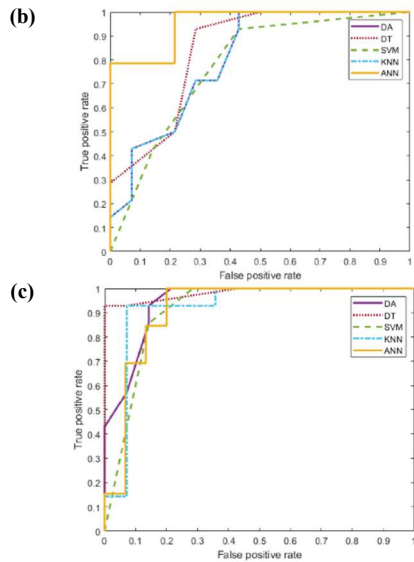 (b)
1
0.9
0.8
0.7
0.6
0.5
0.4
0.3
0.2
0.1
0
True positive rate
DA
DT
SVM
KNN
ANN
0 0.1 0.2 0.3 0.4 0.5 0.6 0.7 0.8 0.9 1
False positive rate
(c)
1
0.9
0.8
0.7
0.6
0.5
0.4
0.3
0.2
0.1
0
True positive rate
DA
DT
SVM
KNN
ANN
0 0.1 0.2 0.3 0.4 0.5 0.6 0.7 0.8 0.9 1
False positive rate